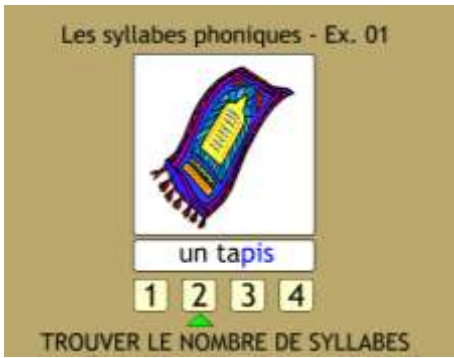 Les syllabes phoniques - Ex. 01
un tapis
1 2 3 4
TROUVER LE NOMBRE DE SYLLABES